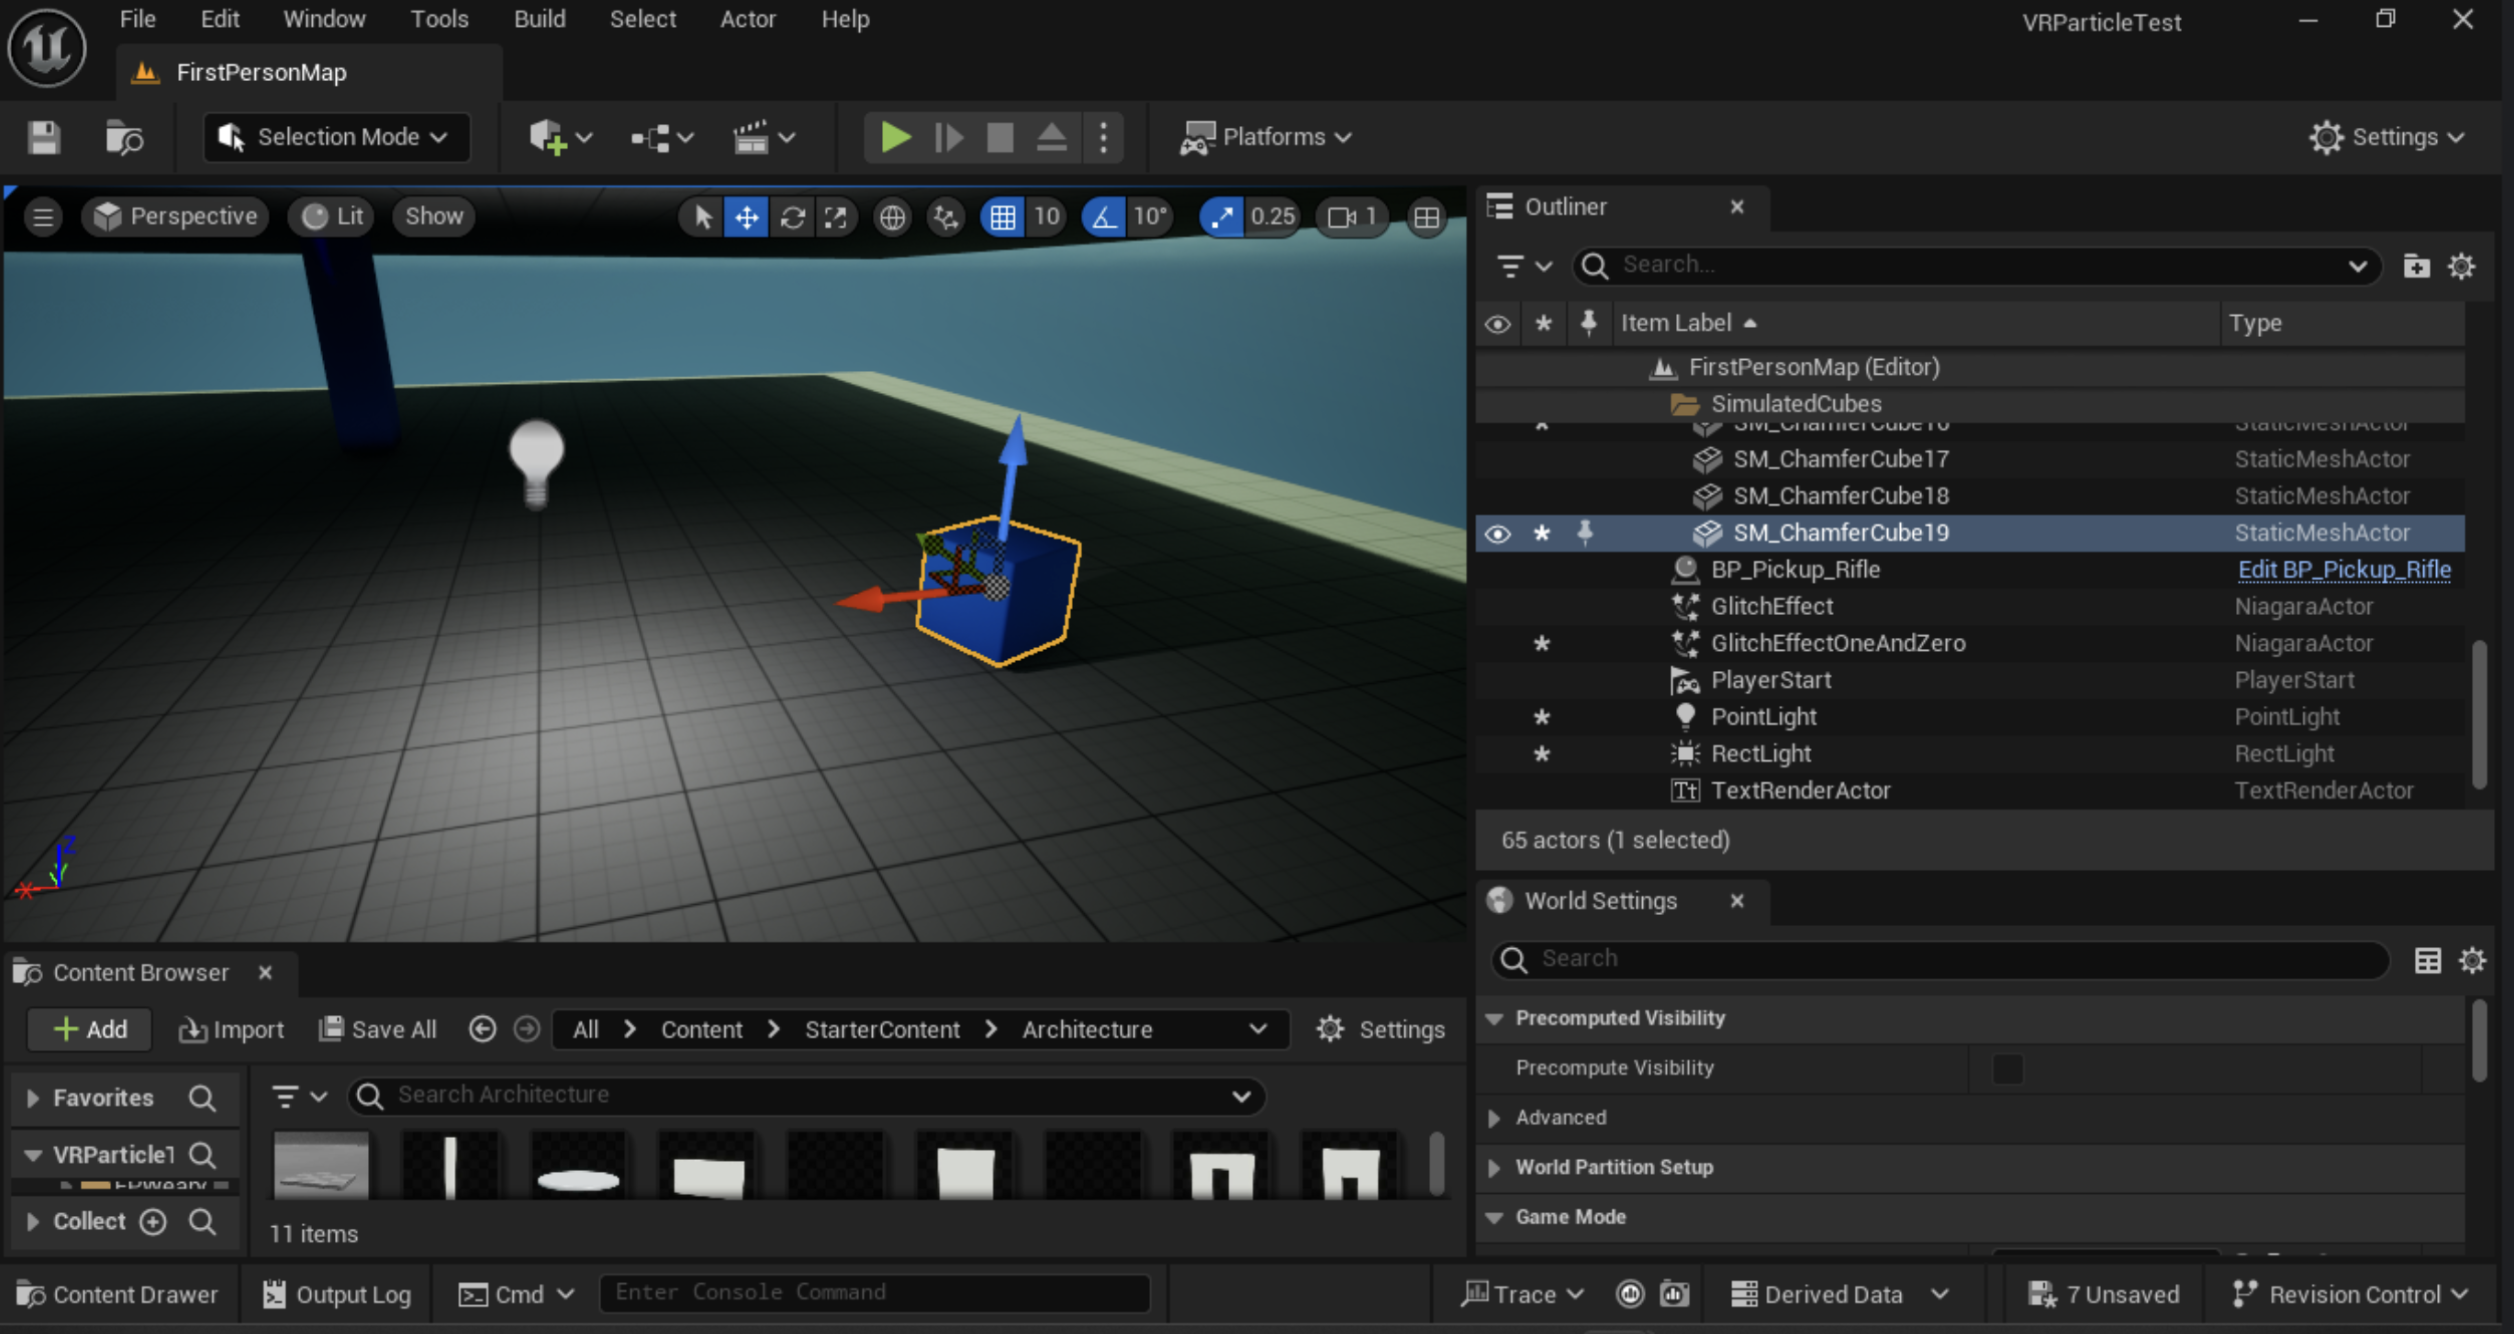 File Edit Window Tools Build Select Actor Help
VRParticleTest
FirstPersonMap
Selection Mode
Platforms
Settings
Perspective Lit Show
10 10° 0.25 1
Z
Y
X
Outliner
Search...
Item Label Type
FirstPersonMap (Editor)
SimulatedCubes
SM_ChamferCube16 StaticMeshActor
SM_ChamferCube17 StaticMeshActor
SM_ChamferCube18 StaticMeshActor
SM_ChamferCube19 StaticMeshActor
BP_Pickup_Rifle Edit BP_Pickup_Rifle
GlitchEffect NiagaraActor
GlitchEffectOneAndZero NiagaraActor
PlayerStart PlayerStart
PointLight PointLight
RectLight RectLight
TextRenderActor TextRenderActor
65 actors (1 selected)
World Settings
Search
Precomputed Visibility
Precompute Visibility
Advanced
World Partition Setup
Game Mode
Content Browser
Add Import Save All All Content StarterContent Architecture Settings
Favorites
Search Architecture
VRParticleT
Collect
11 items
Content Drawer Output Log Cmd Enter Console Command Trace Derived Data 7 Unsaved Revision Control